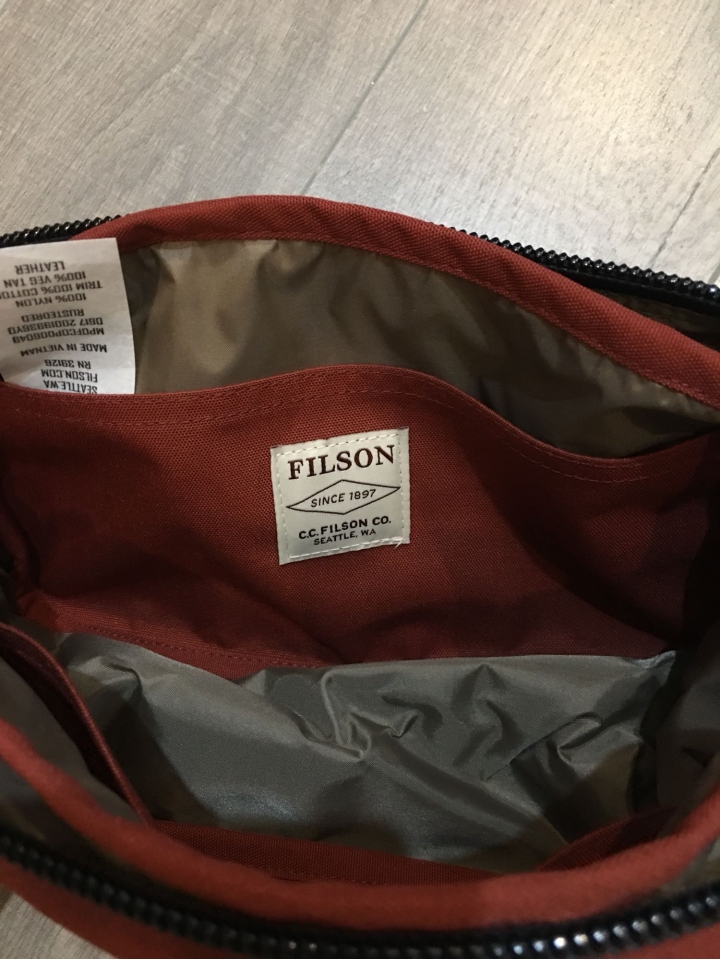 FILSON
SINCE 1897
C.C. FILSON CO.
SEATTLE, WA
SEATTLE.WA
FILSON.COM
RN 39126
MADE IN VIETNAM
RUSTEDRED
100% NYLON
TRIM 100% COTTO
100% VEG TAN
LEATHER